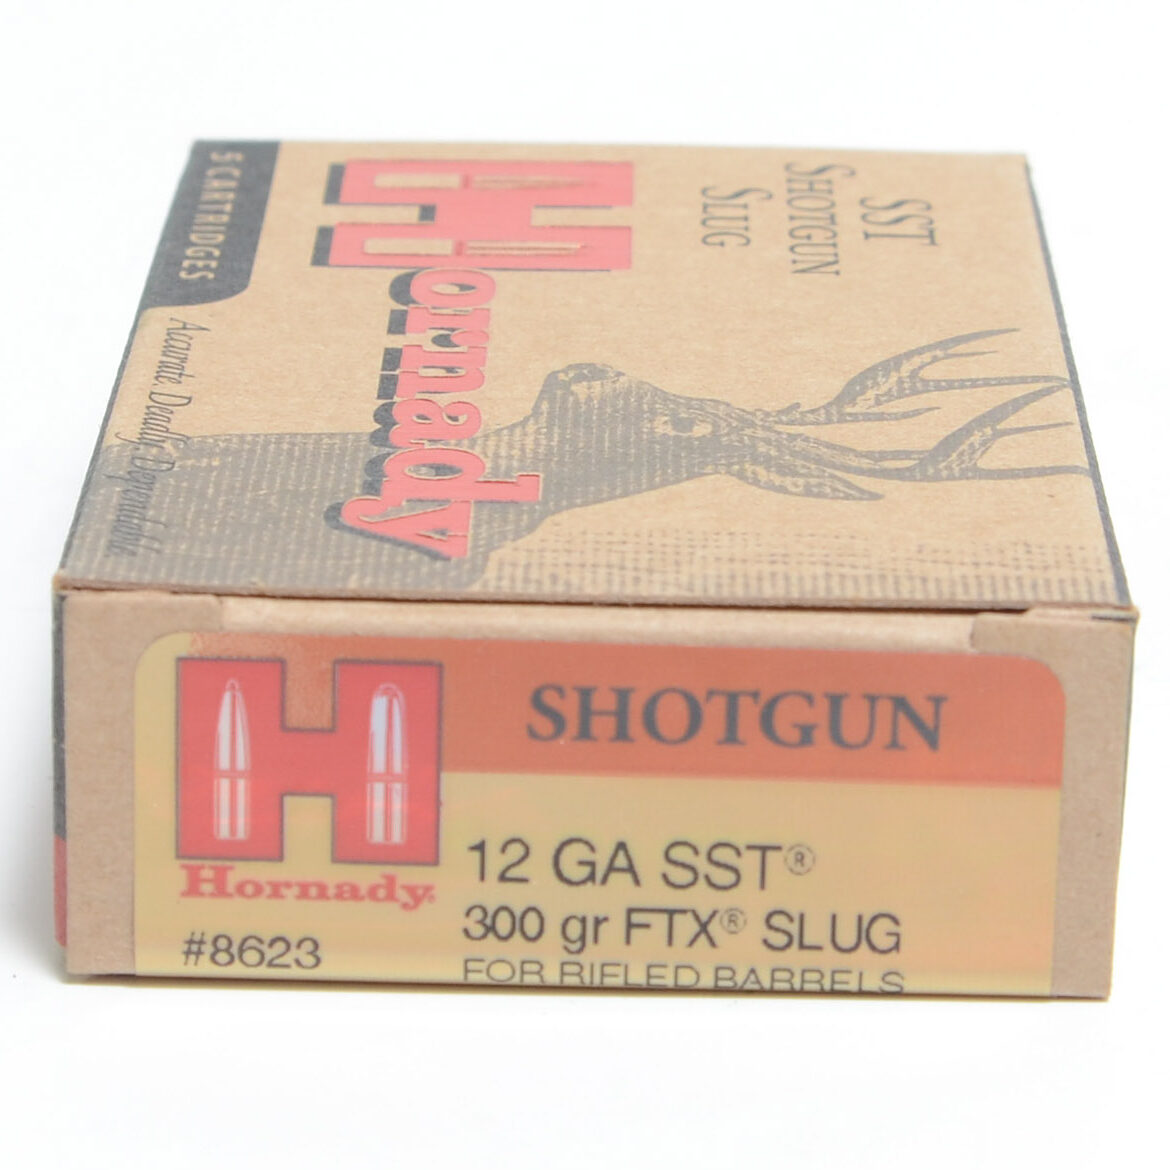 5 CARTRIDGES
Accurate. Deadly. Dependable.
Hornady
SST
SHOTGUN
SLUG
SHOTGUN
Hornady
#8623
12 GA SST®
300 gr FTX® SLUG
FOR RIFLED BARRELS